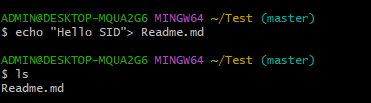 ADMIN@DESKTOP-MQUA2G6 MINGW64 ~/Test (master)
$ echo "Hello SID"> Readme.md
ADMIN@DESKTOP-MQUA2G6 MINGW64 ~/Test (master)
$ ls
Readme.md